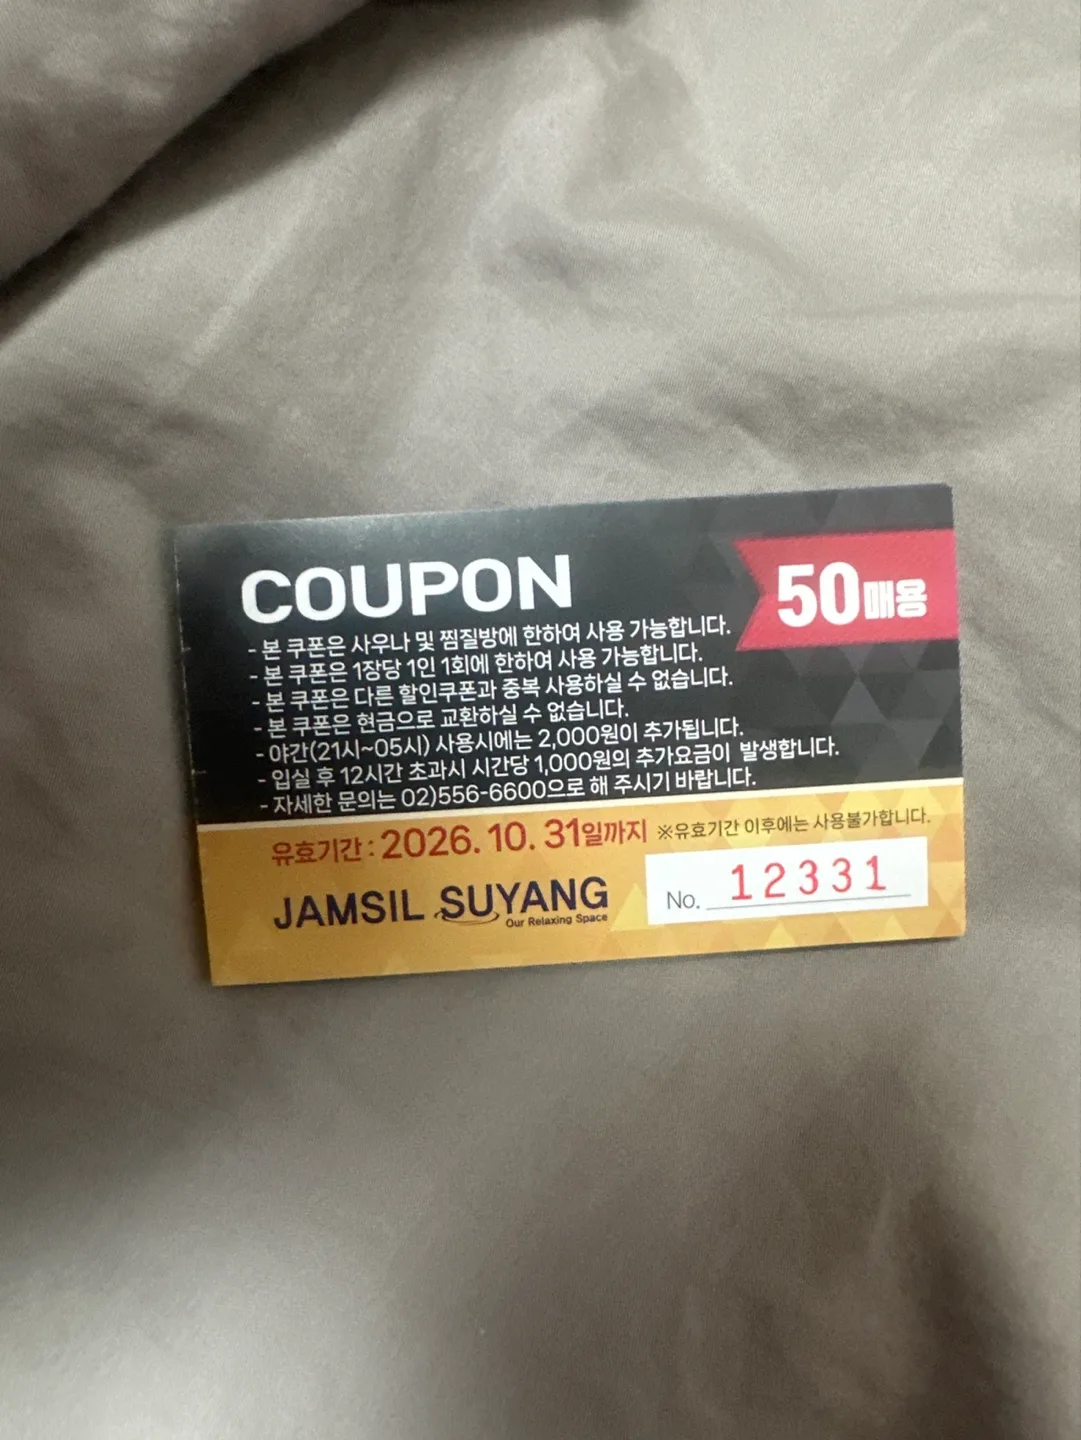 COUPON
50매용
- 본 쿠폰은 사우나 및 찜질방에 한하여 사용 가능합니다.
- 본 쿠폰은 1장당 1인 1회에 한하여 사용 가능합니다.
- 본 쿠폰은 다른 할인쿠폰과 중복 사용하실 수 없습니다.
- 본 쿠폰은 현금으로 교환하실 수 없습니다.
- 야간(21시~05시) 사용시에는 2,000원이 추가됩니다.
- 입실 후 12시간 초과시 시간당 1,000원의 추가요금이 발생합니다.
- 자세한 문의는 02)556-6600으로 해 주시기 바랍니다.
유효기간 : 2026. 10. 31일까지 ※유효기간 이후에는 사용불가합니다.
JAMSIL SUYANG
Our Relaxing Space
No. 12331